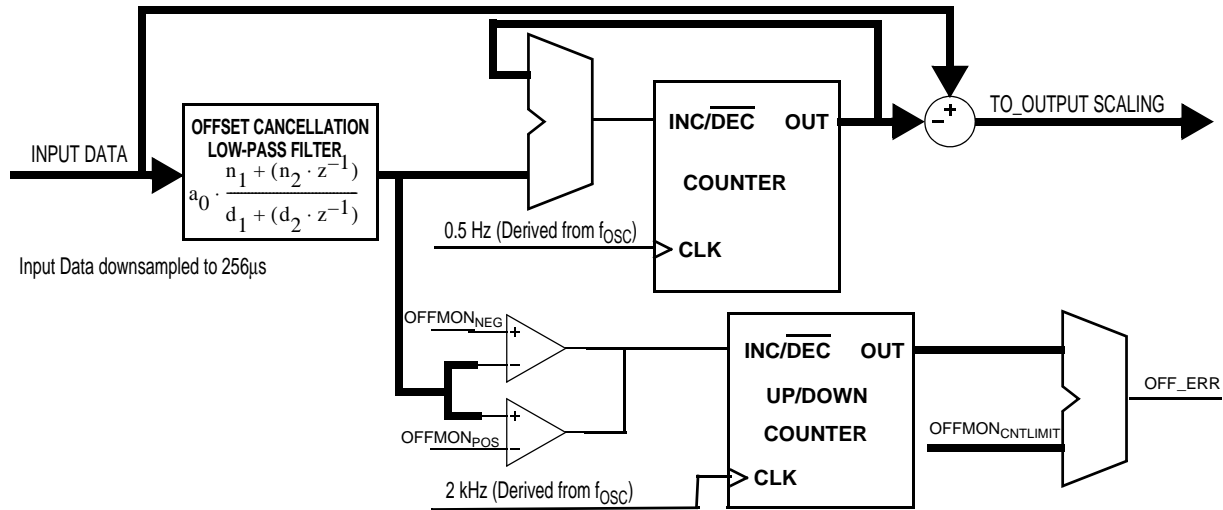 INPUT DATA
OFFSET CANCELLATION
LOW-PASS FILTER
a₀ · (n₁ + (n₂ · z⁻¹)) / (d₁ + (d₂ · z⁻¹))
Input Data downsampled to 256µs
INC/D̅E̅C̅ OUT
COUNTER
0.5 Hz (Derived from fOSC)
CLK
− +
TO_OUTPUT SCALING
OFFMONNEG
+
−
+
OFFMONPOS −
INC/D̅E̅C̅ OUT
UP/DOWN
COUNTER
2 kHz (Derived from fOSC)
CLK
OFFMONCNTLIMIT
OFF_ERR